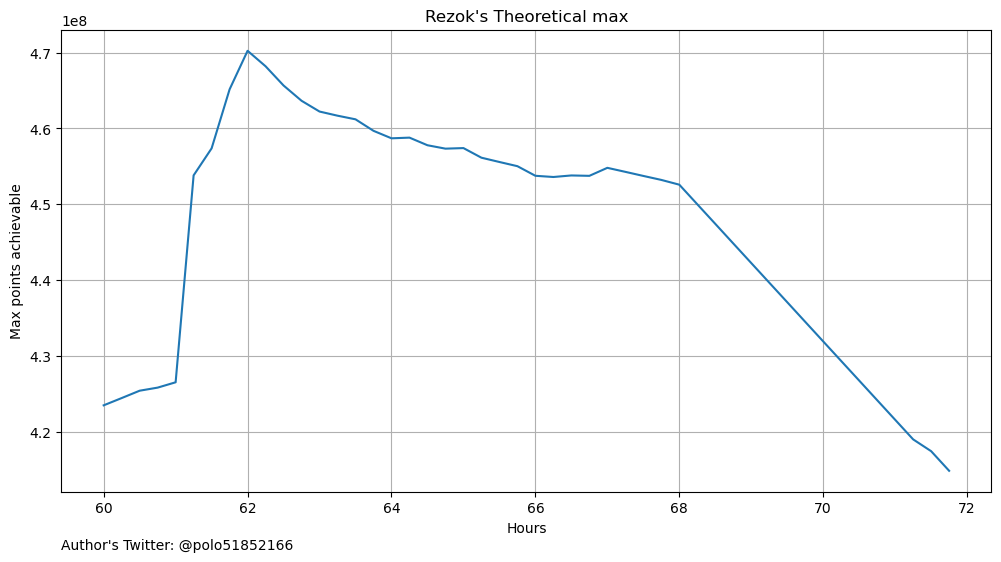 Rezok's Theoretical max
1e8
4.7
4.6
4.5
4.4
4.3
4.2
Max points achievable
60 62 64 66 68 70 72
Hours
Author's Twitter: @polo51852166